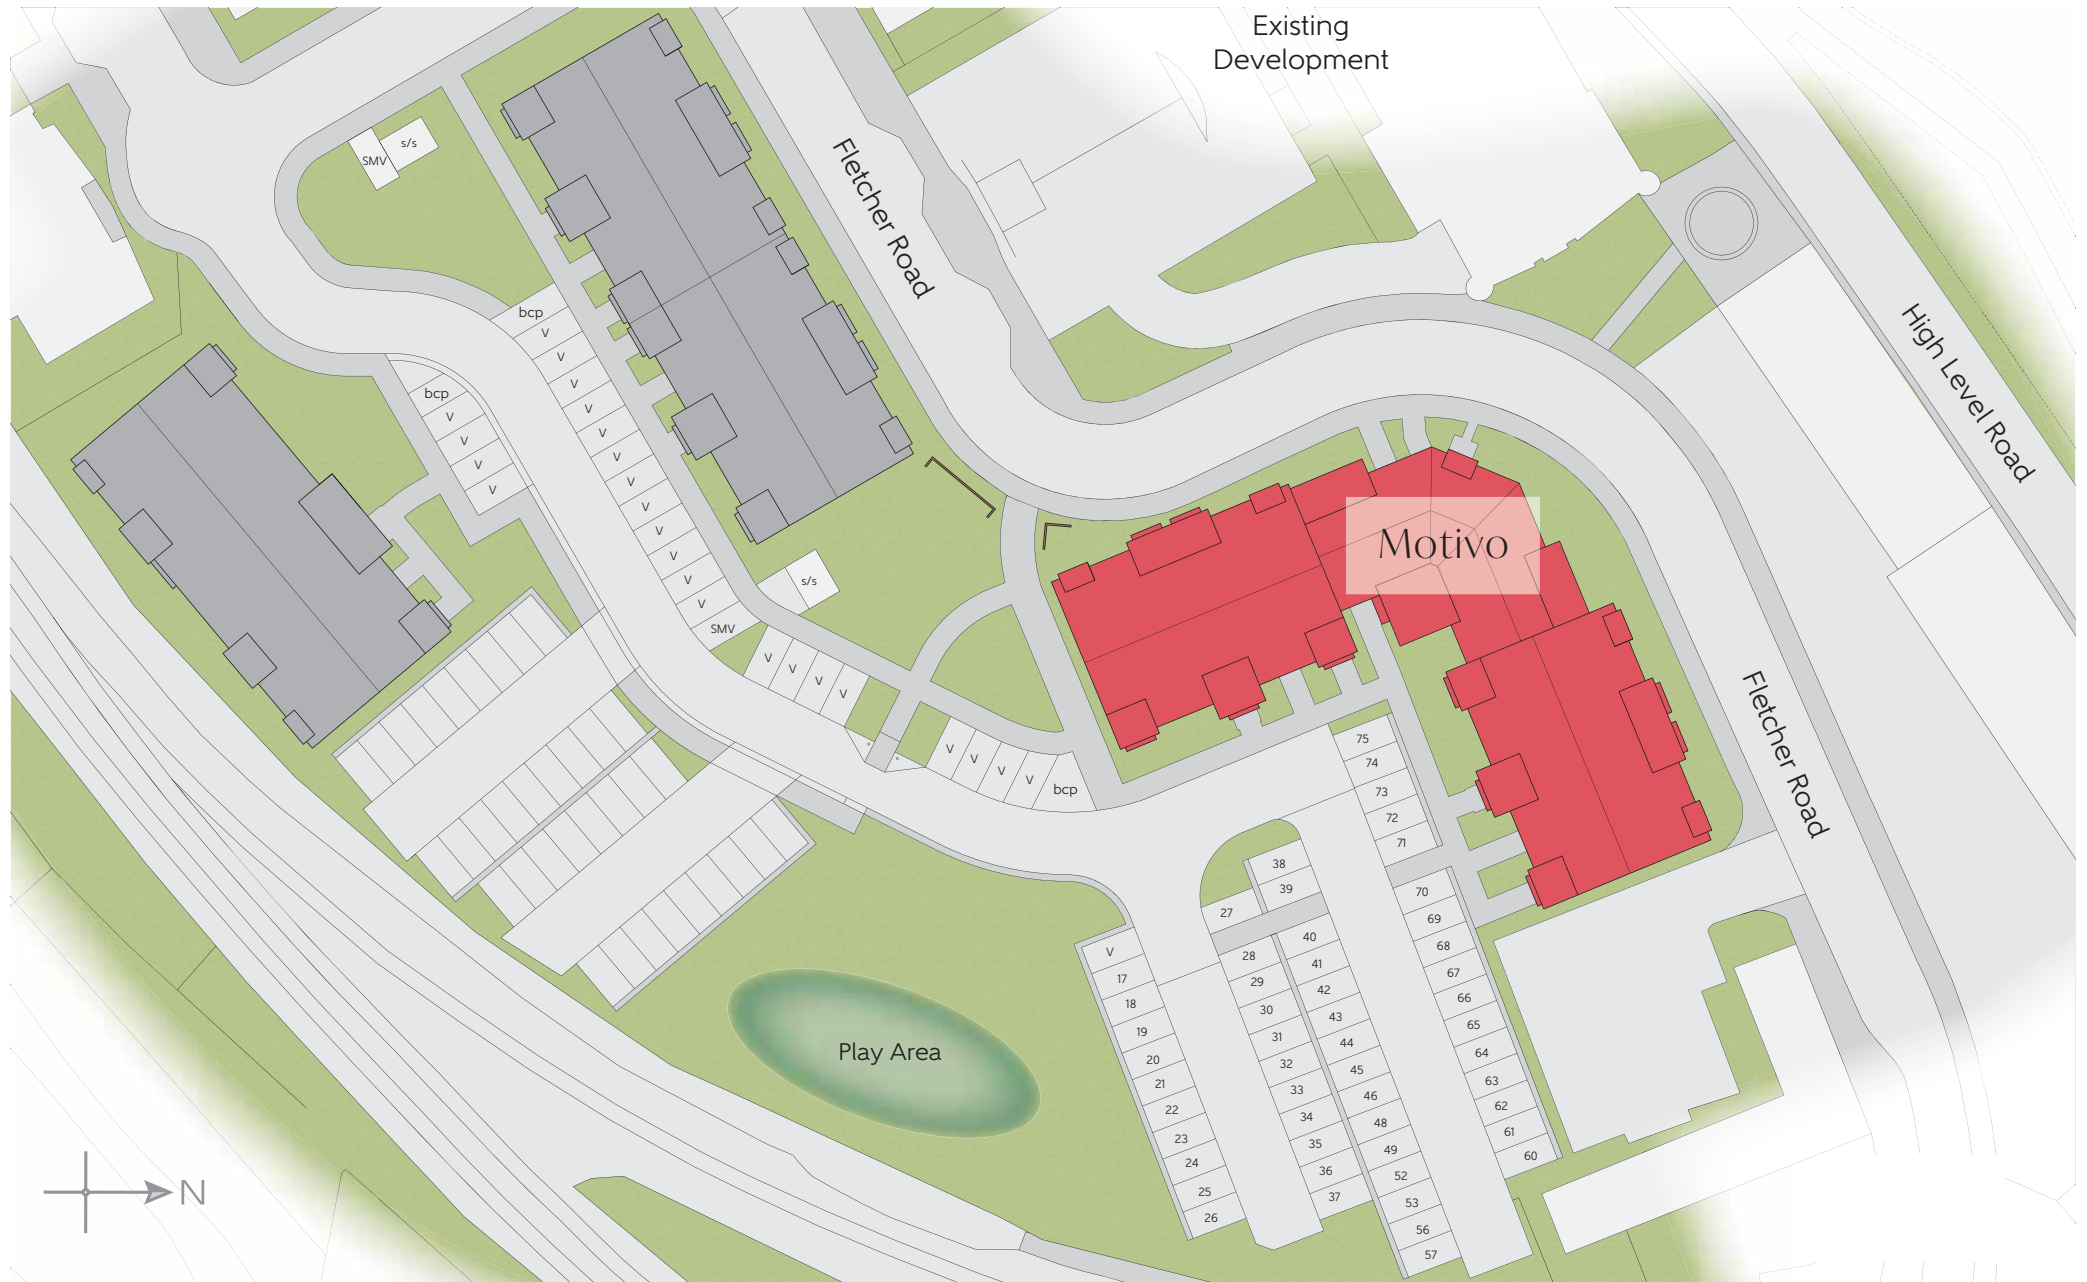 Existing
Development
Fletcher Road
High Level Road
Fletcher Road
Motivo
Play Area
N
SMV
s/s
bcp
V
V
V
V
V
V
V
V
V
V
V
V
SMV
s/s
bcp
V
V
V
V
V
V
V
V
V
V
V
V
bcp
75
74
73
72
71
70
69
68
67
66
65
64
63
62
61
60
38
39
27
28
29
30
31
32
33
34
35
36
37
40
41
42
43
44
45
46
48
49
52
53
56
57
V
17
18
19
20
21
22
23
24
25
26